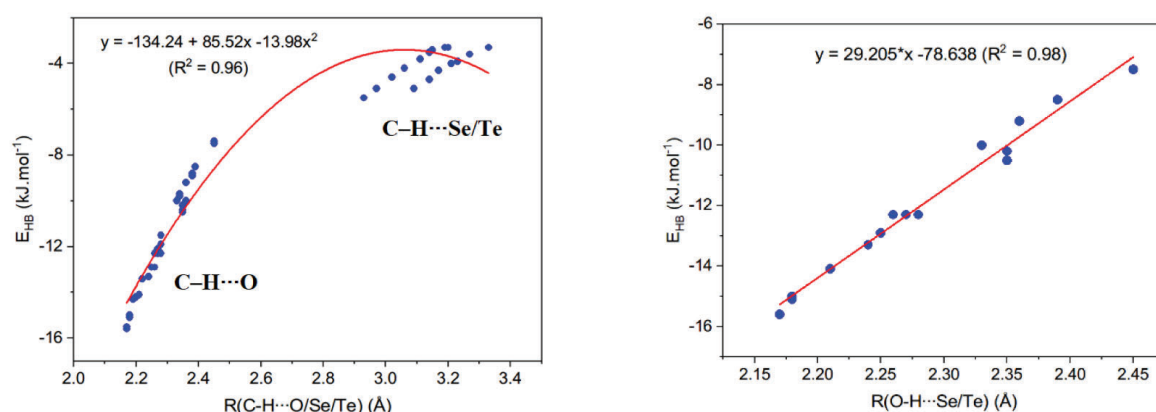 y = -134.24 + 85.52x -13.98x²
(R² = 0.96)
C–H···Se/Te
C–H···O
E_HB (kJ.mol⁻¹)
-4
-8
-12
-16
2.0 2.2 2.4 2.6 2.8 3.0 3.2 3.4
R(C-H···O/Se/Te) (Å)
y = 29.205*x -78.638 (R² = 0.98)
E_HB (kJ.mol⁻¹)
-6
-8
-10
-12
-14
-16
2.15 2.20 2.25 2.30 2.35 2.40 2.45
R(O-H···Se/Te) (Å)